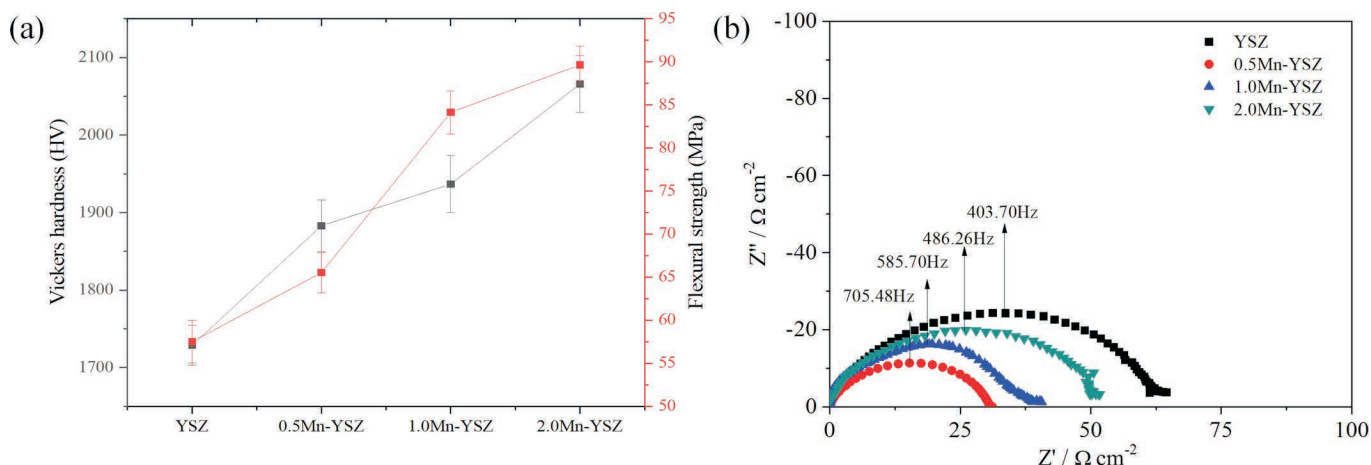 (a)
Vickers hardness (HV)
2100
2000
1900
1800
1700
YSZ
0.5Mn-YSZ
1.0Mn-YSZ
2.0Mn-YSZ
95
90
85
80
75
70
65
60
55
50
Flexural strength (MPa)
(b)
Z'' / Ω cm-2
-100
-80
-60
-40
-20
0
YSZ
0.5Mn-YSZ
1.0Mn-YSZ
2.0Mn-YSZ
403.70Hz
486.26Hz
585.70Hz
705.48Hz
0
25
50
75
100
Z' / Ω cm-2